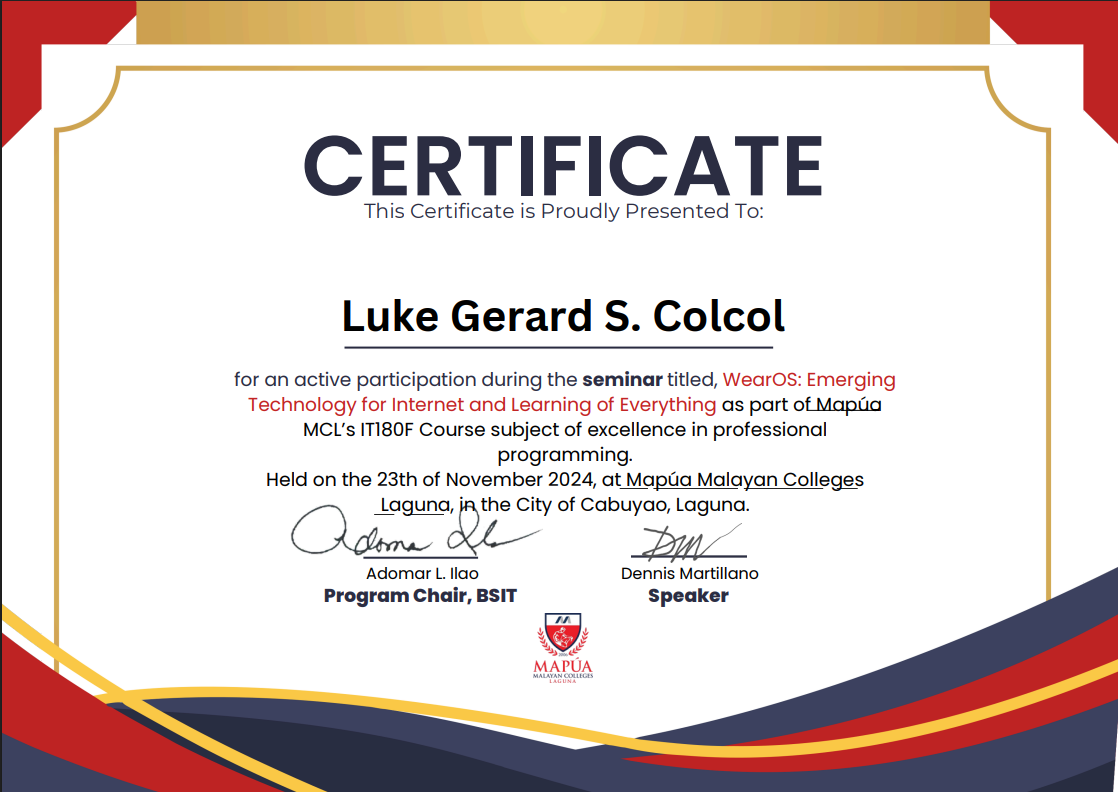 CERTIFICATE
This Certificate is Proudly Presented To:
Luke Gerard S. Colcol
for an active participation during the seminar titled, WearOS: Emerging
Technology for Internet and Learning of Everything as part of Mapúa
MCL’s IT180F Course subject of excellence in professional
programming.
Held on the 23th of November 2024, at Mapúa Malayan Colleges
Laguna, in the City of Cabuyao, Laguna.
Adomar L. Ilao
Program Chair, BSIT
Dennis Martillano
Speaker
MAPÚA
MALAYAN COLLEGES
LAGUNA